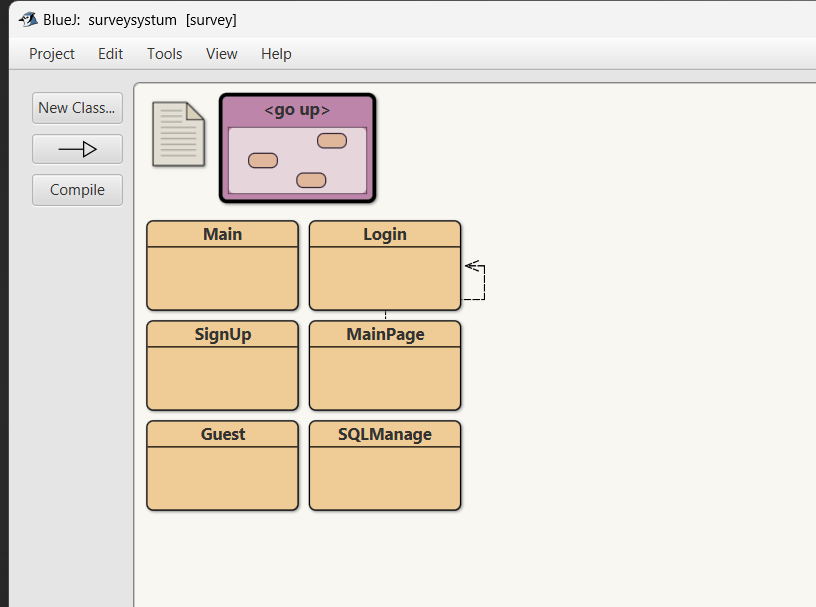 BlueJ: surveysystum [survey]
Project Edit Tools View Help
New Class...
Compile
<go up>
Main
Login
SignUp
MainPage
Guest
SQLManage